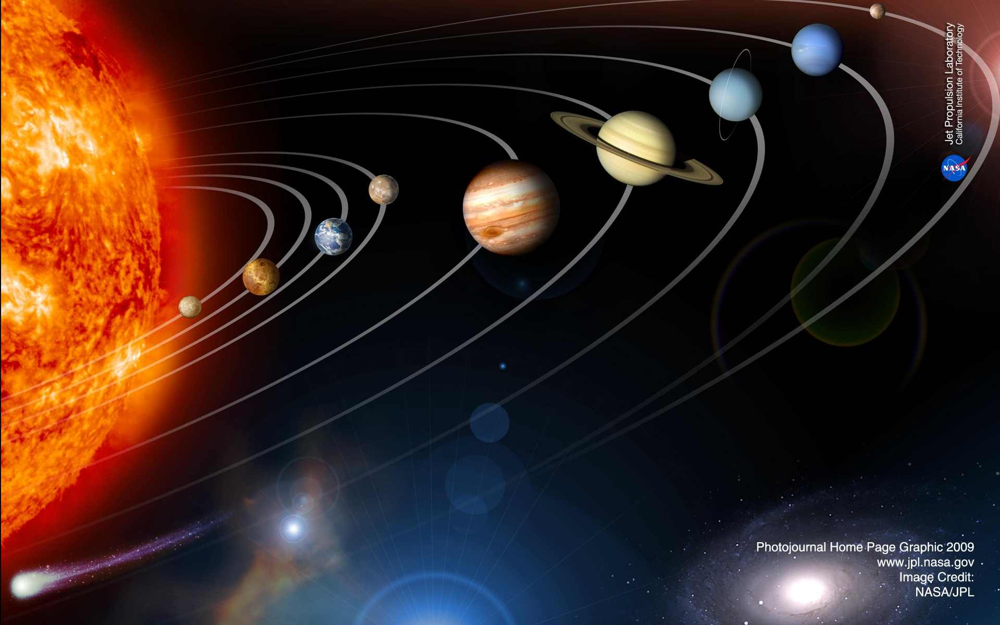 Jet Propulsion Laboratory
California Institute of Technology
NASA
Photojournal Home Page Graphic 2009
www.jpl.nasa.gov
Image Credit:
NASA/JPL